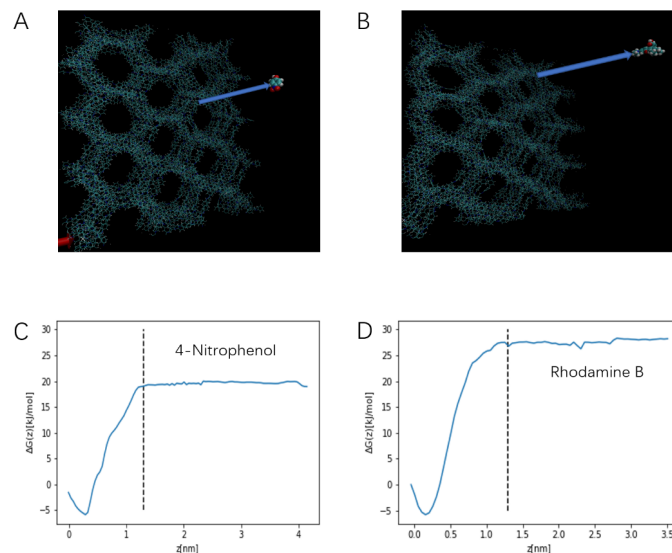 A
B
C
D
30
25
20
15
10
5
0
−5
ΔG(z)[kJ/mol]
0
1
2
3
4
z[nm]
4-Nitrophenol
30
25
20
15
10
5
0
−5
ΔG(z)[kJ/mol]
0.0
0.5
1.0
1.5
2.0
2.5
3.0
3.5
z[nm]
Rhodamine B